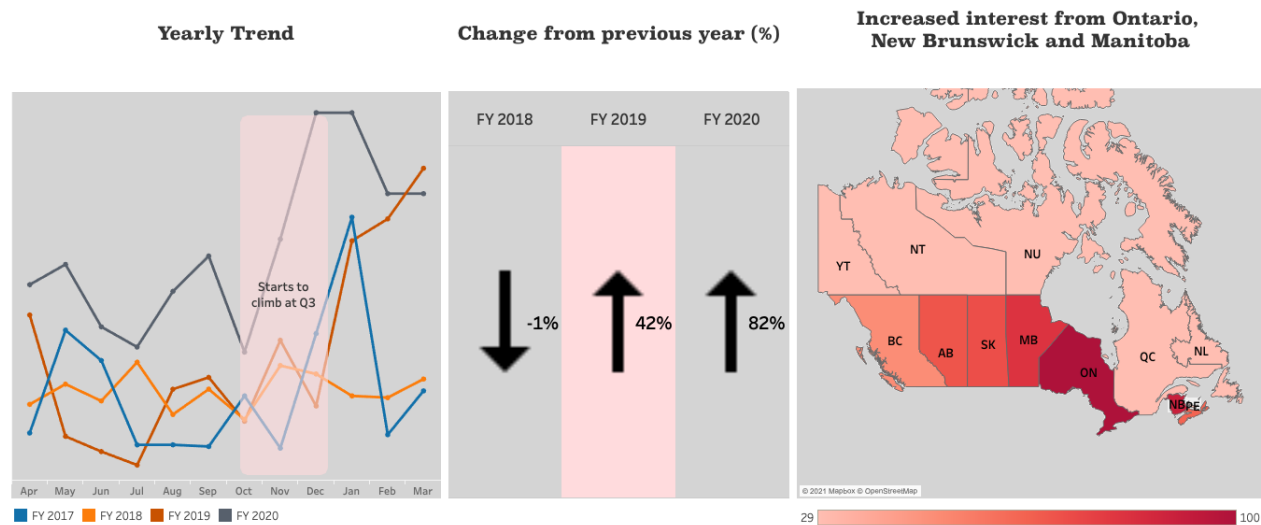 Yearly Trend
Change from previous year (%)
Increased interest from Ontario,
New Brunswick and Manitoba
Starts to
climb at Q3
Apr May Jun Jul Aug Sep Oct Nov Dec Jan Feb Mar
FY 2017 FY 2018 FY 2019 FY 2020
FY 2018 FY 2019 FY 2020
-1% 42% 82%
YT
NT
NU
BC
AB
SK
MB
ON
QC
NL
NB
PE
© 2021 Mapbox © OpenStreetMap
29 100